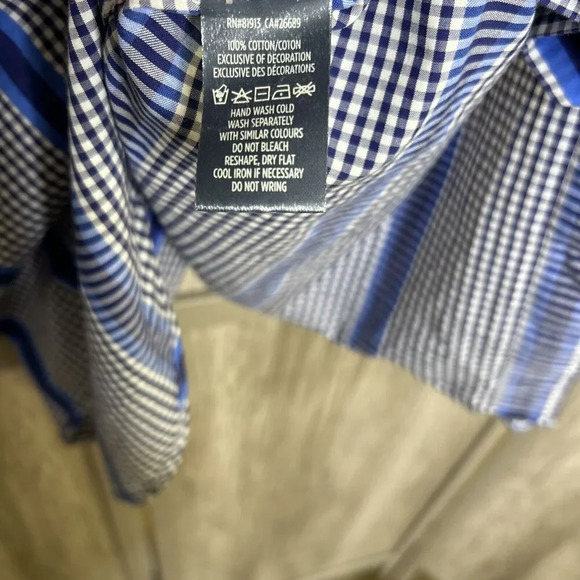 RN#81913 CA#26689
100% COTTON/COTON
EXCLUSIVE OF DECORATION
EXCLUSIVE DES DÉCORATIONS
HAND WASH COLD
WASH SEPARATELY
WITH SIMILAR COLOURS
DO NOT BLEACH
RESHAPE, DRY FLAT
COOL IRON IF NECESSARY
DO NOT WRING